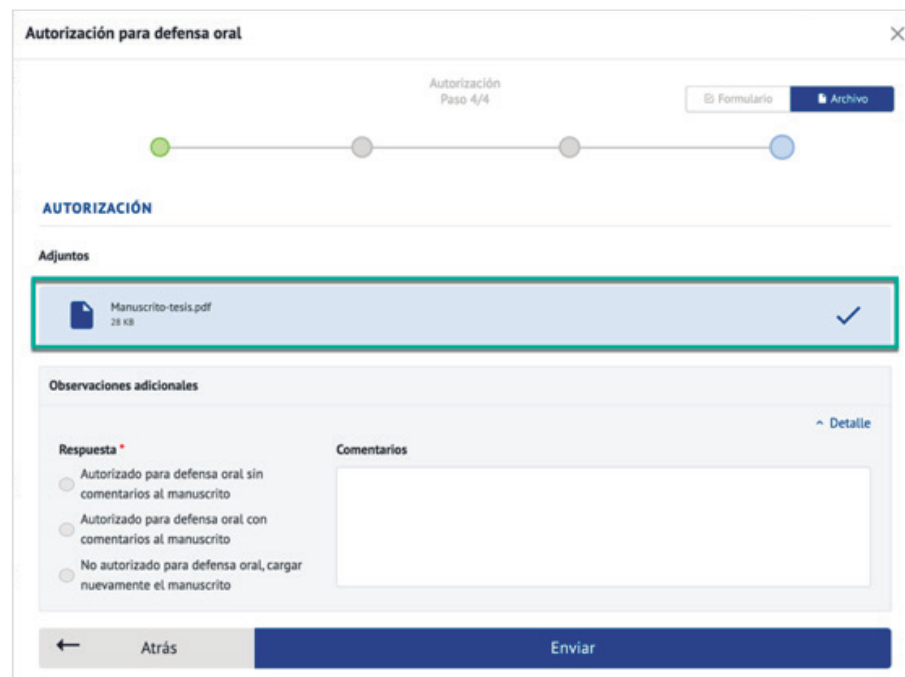 Autorización para defensa oral
Autorización
Paso 4/4
Formulario
Archivo
AUTORIZACIÓN
Adjuntos
Manuscrito-tesis.pdf
28 KB
Observaciones adicionales
Detalle
Respuesta *
Comentarios
Autorizado para defensa oral sin
comentarios al manuscrito
Autorizado para defensa oral con
comentarios al manuscrito
No autorizado para defensa oral, cargar
nuevamente el manuscrito
Atrás
Enviar